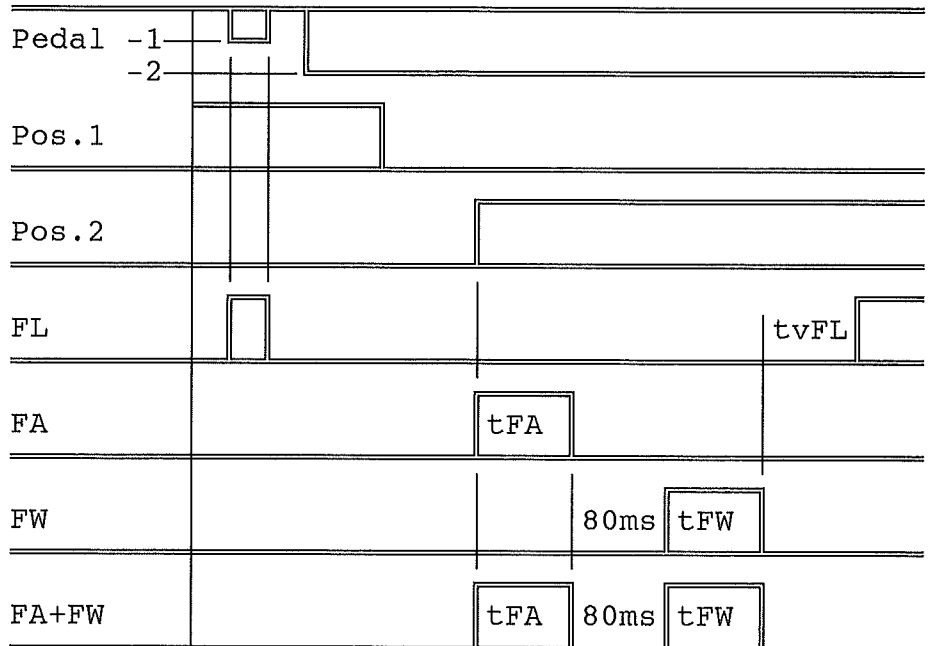 Pedal -1
-2
Pos.1
Pos.2
FL tvFL
FA tFA
FW 80ms tFW
FA+FW tFA 80ms tFW